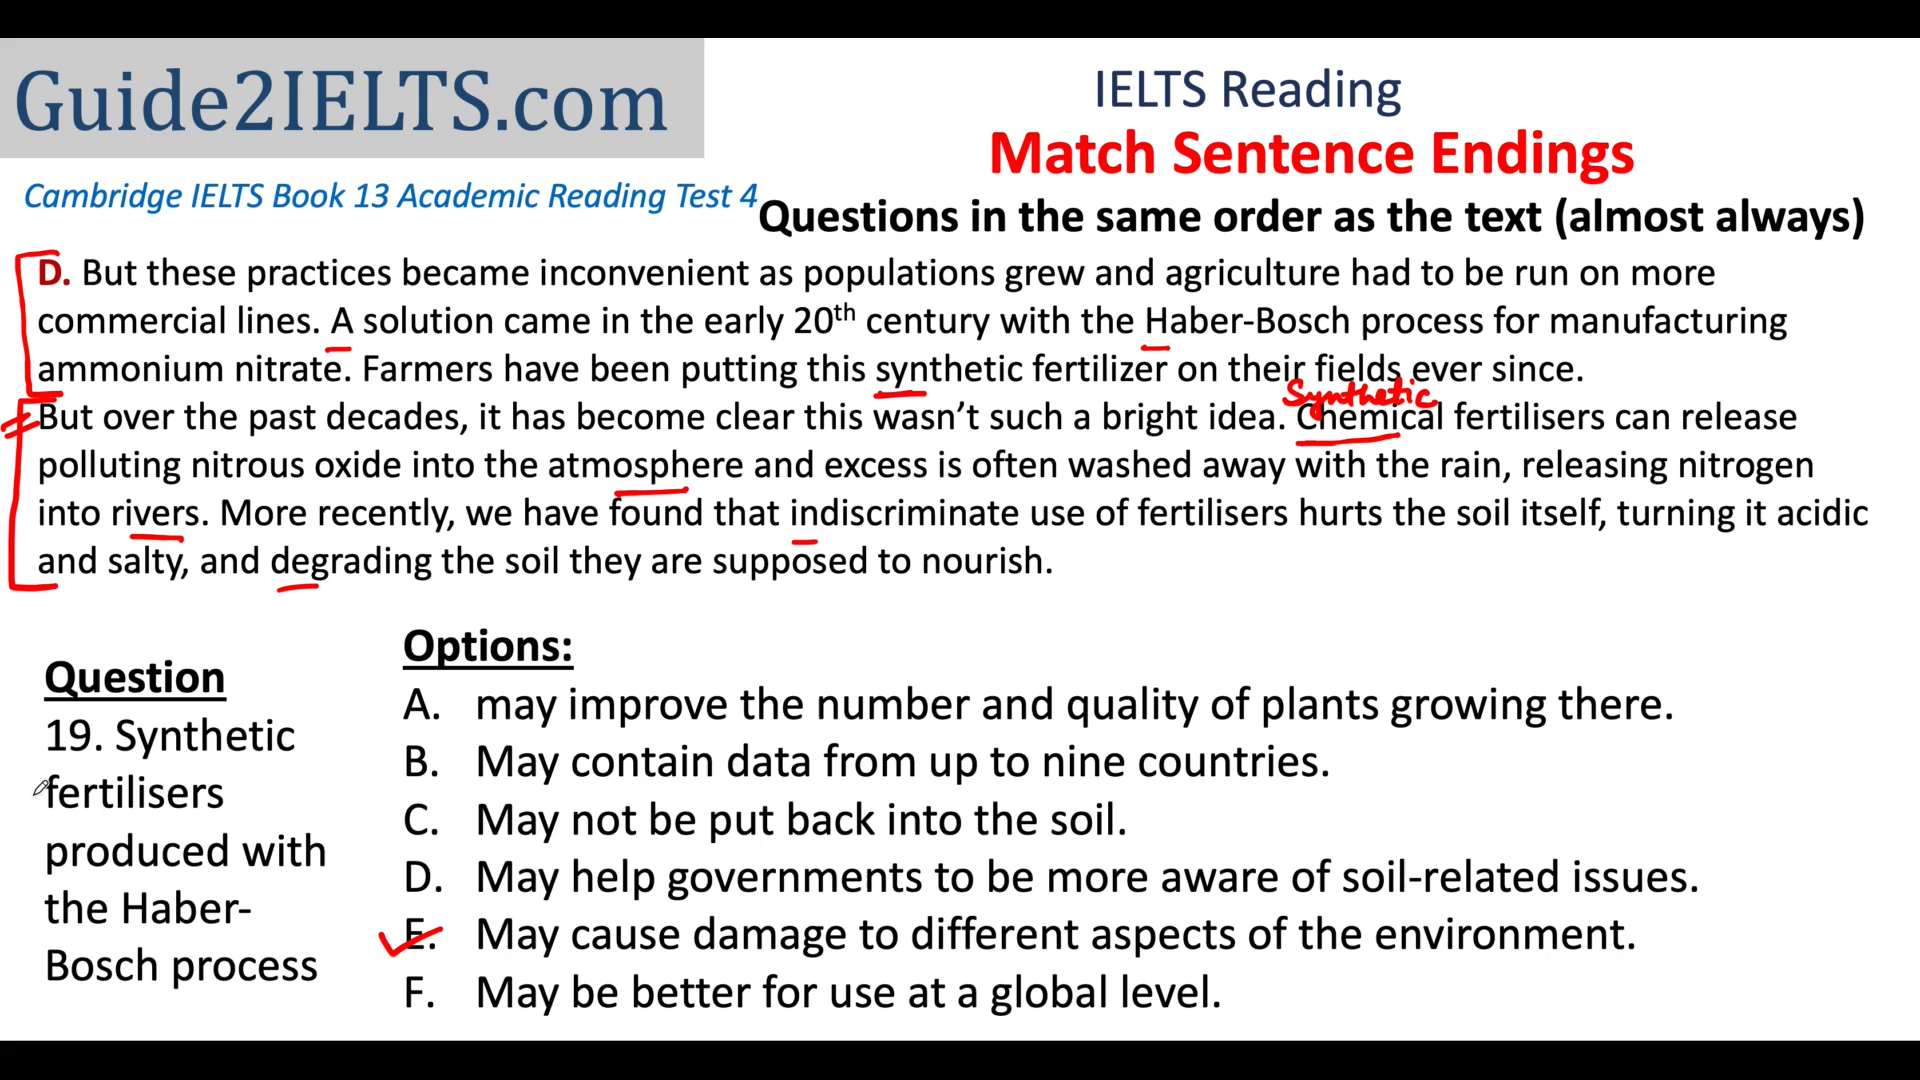 Guide2IELTS.com
IELTS Reading
Match Sentence Endings
Cambridge IELTS Book 13 Academic Reading Test 4
Questions in the same order as the text (almost always)
D. But these practices became inconvenient as populations grew and agriculture had to be run on more
commercial lines. A solution came in the early 20th century with the Haber-Bosch process for manufacturing
ammonium nitrate. Farmers have been putting this synthetic fertilizer on their fields ever since.
Synthetic
But over the past decades, it has become clear this wasn’t such a bright idea. Chemical fertilisers can release
polluting nitrous oxide into the atmosphere and excess is often washed away with the rain, releasing nitrogen
into rivers. More recently, we have found that indiscriminate use of fertilisers hurts the soil itself, turning it acidic
and salty, and degrading the soil they are supposed to nourish.
Question
19. Synthetic
fertilisers
produced with
the Haber-
Bosch process
Options:
A. may improve the number and quality of plants growing there.
B. May contain data from up to nine countries.
C. May not be put back into the soil.
D. May help governments to be more aware of soil-related issues.
E. May cause damage to different aspects of the environment.
F. May be better for use at a global level.